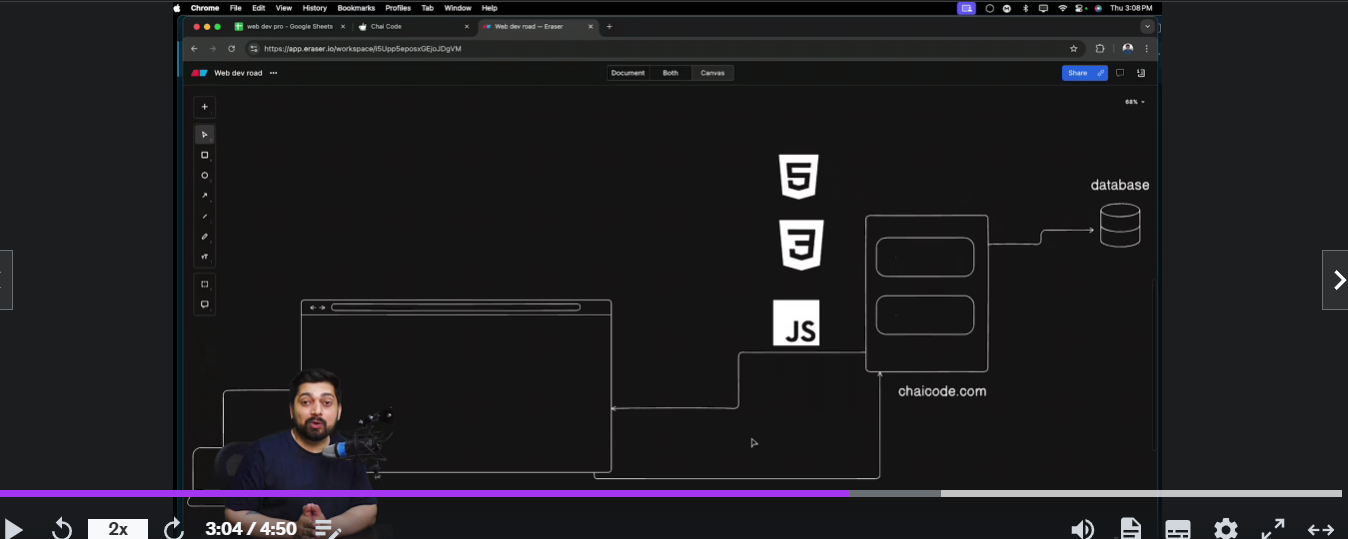 Chrome File Edit View History Bookmarks Profiles Tab Window Help Thu 3:08 PM
web dev pro - Google Sheets Chai Code Web dev road — Eraser
https://app.eraser.io/workspace/i5Upp5eposxGEjoJDgVM
Web dev road Document Both Canvas Share
68%
5
database
3
JS
chaicode.com
2x 3:04 / 4:50